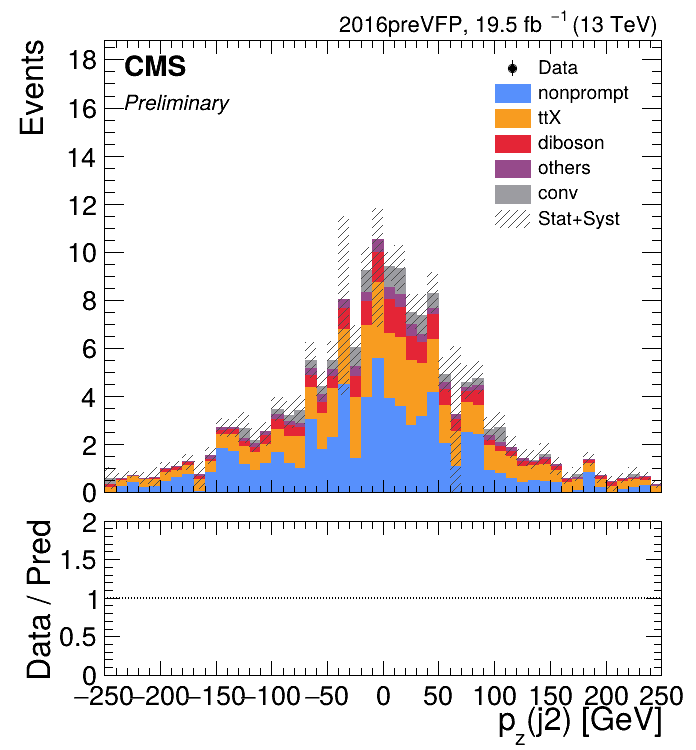 2016preVFP, 19.5 fb⁻¹ (13 TeV)
Events
18
16
14
12
10
8
6
4
2
0
CMS
Preliminary
Data
nonprompt
ttX
diboson
others
conv
Stat+Syst
Data / Pred
2
1.5
1
0.5
0
−250 −200 −150 −100 −50 0 50 100 150 200 250
p_z(j2) [GeV]